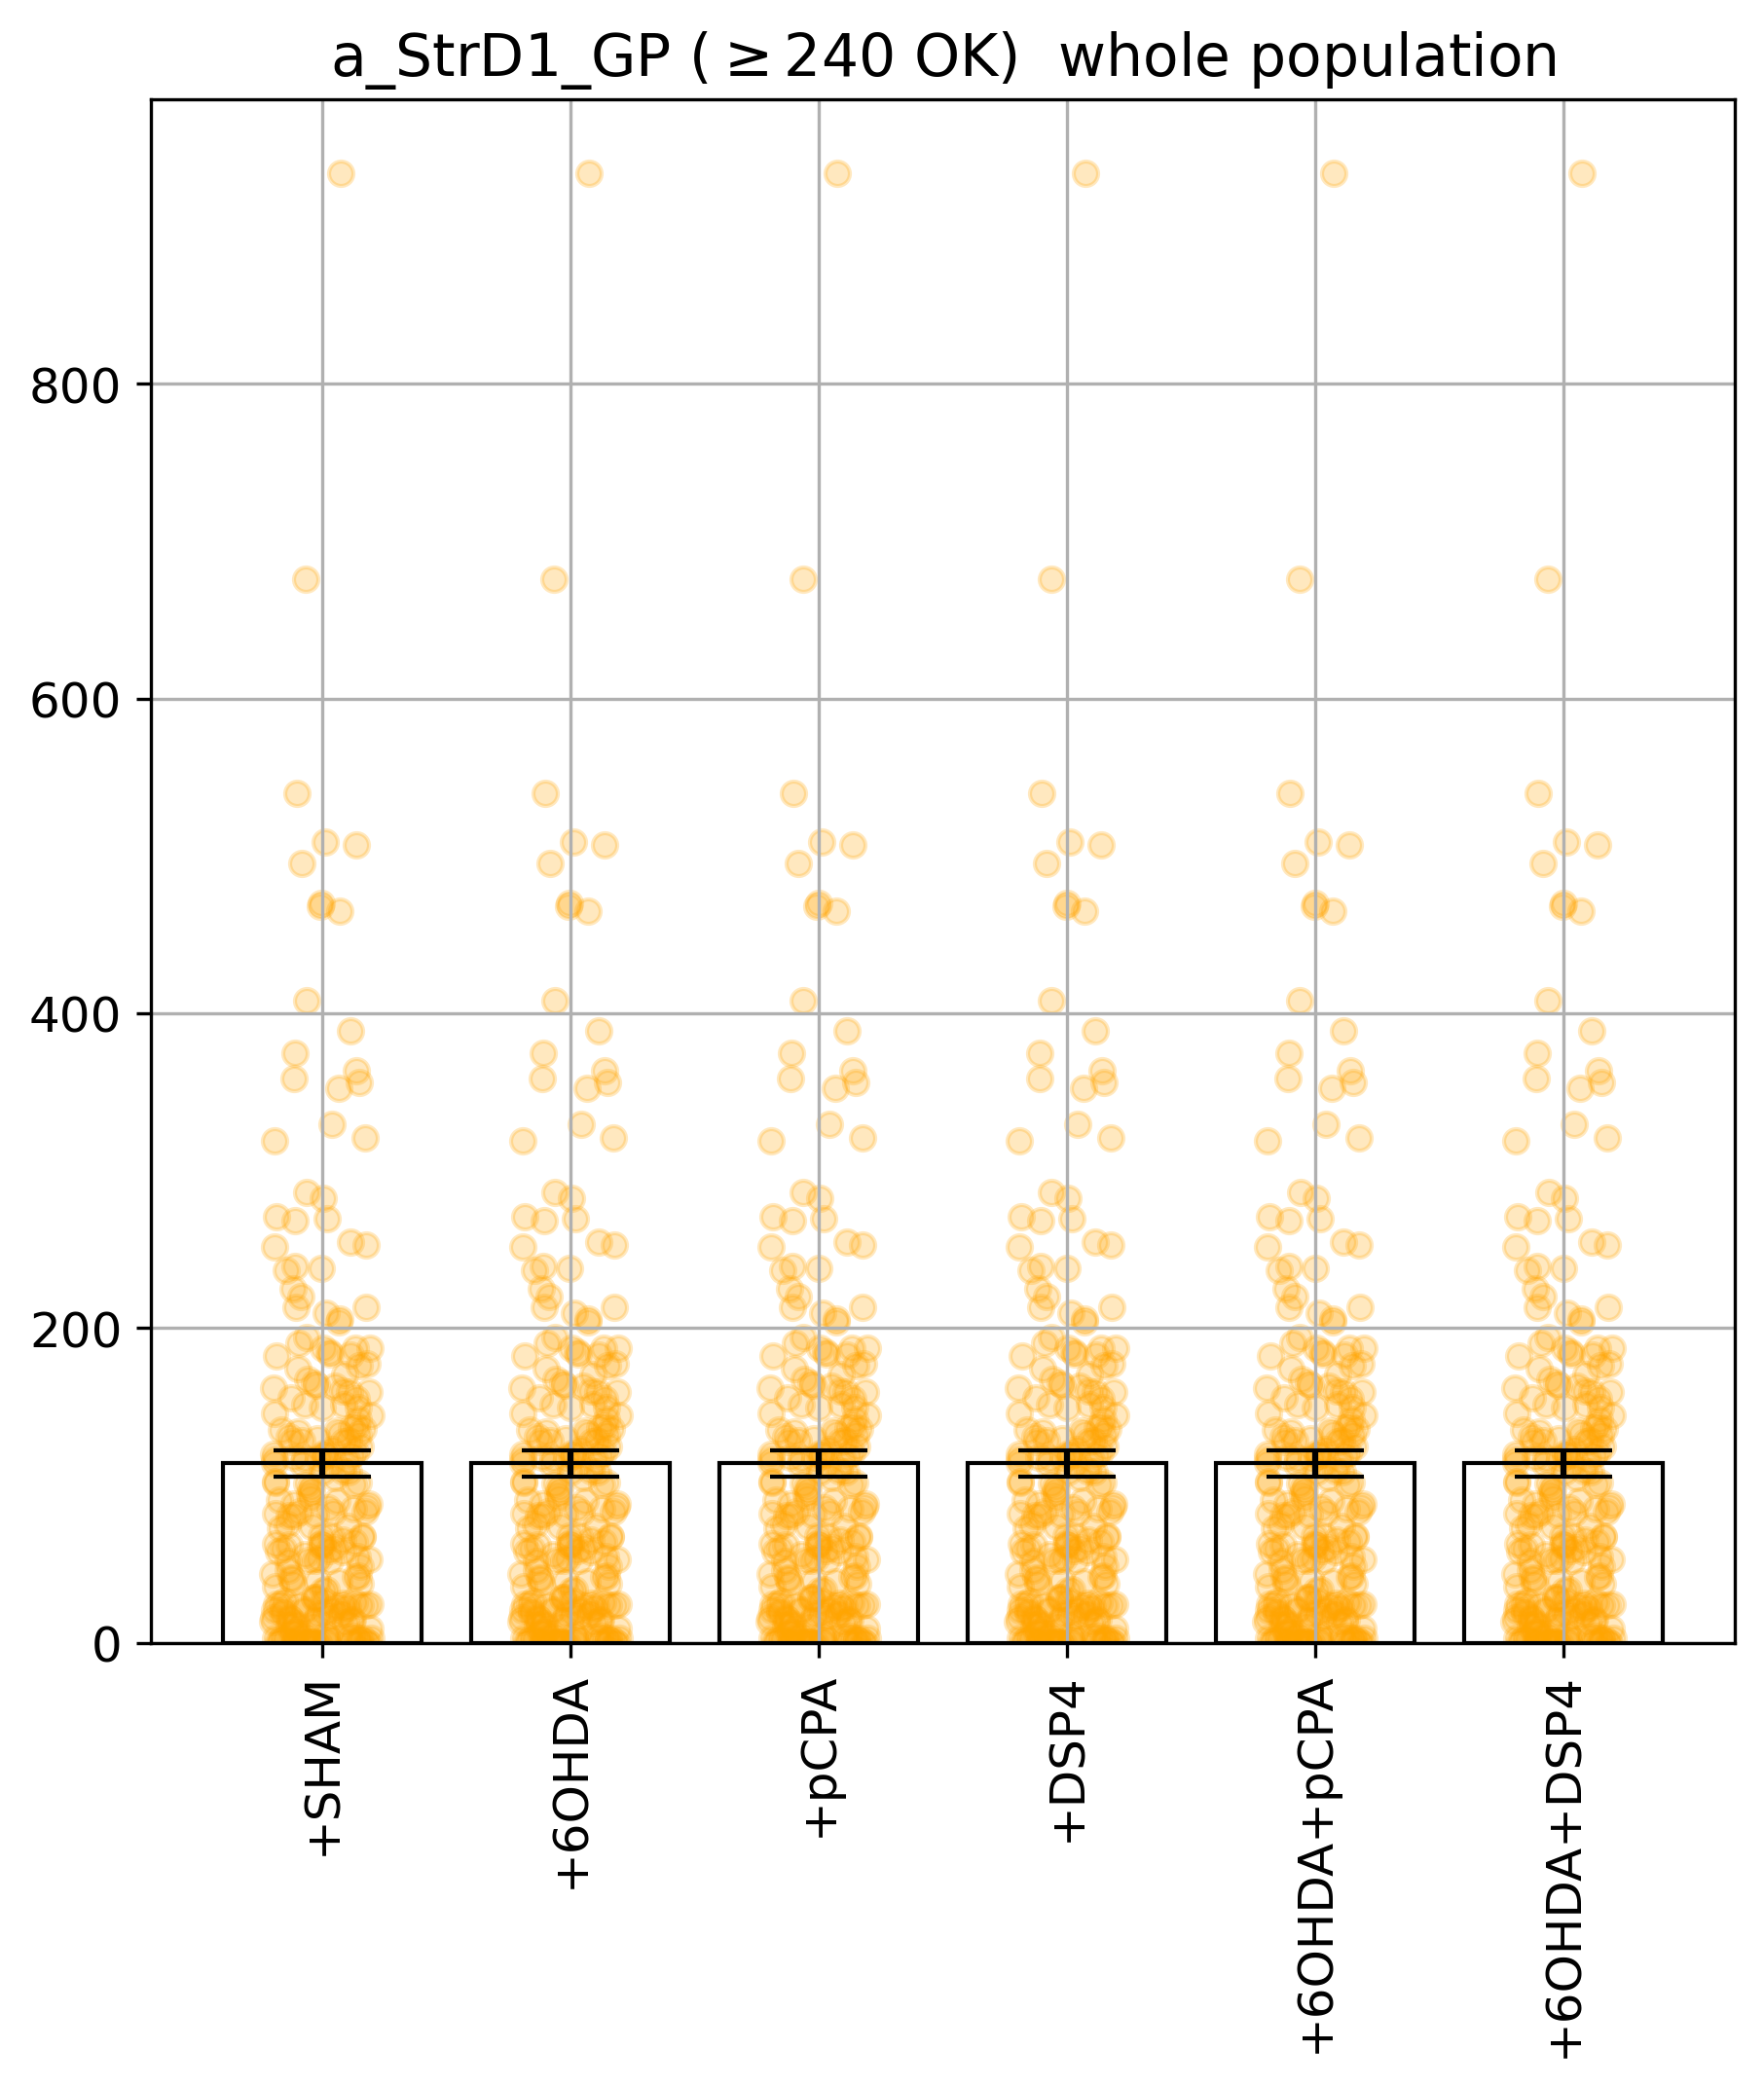 a_StrD1_GP ( ≥ 240 OK)  whole population
800
600
400
200
0
+SHAM
+6OHDA
+pCPA
+DSP4
+6OHDA+pCPA
+6OHDA+DSP4